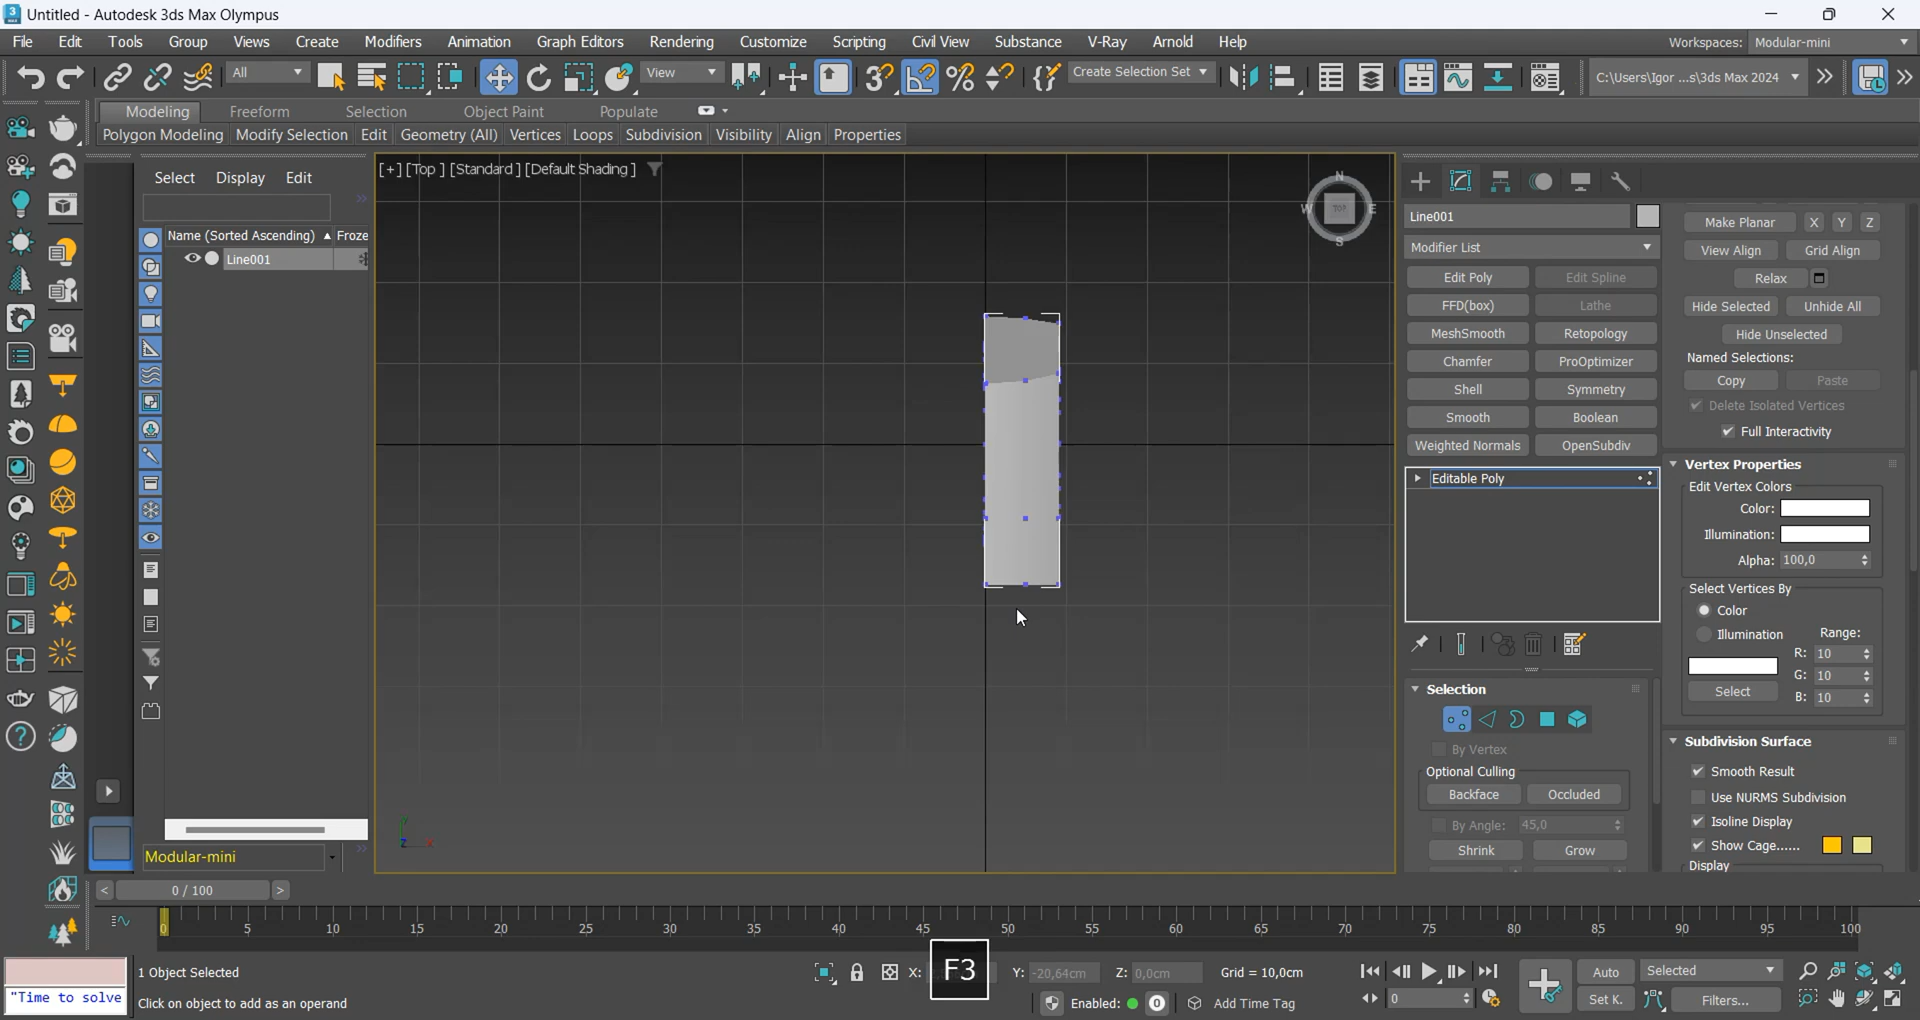 Untitled - Autodesk 3ds Max Olympus
File Edit Tools Group Views Create Modifiers Animation Graph Editors Rendering Customize Scripting Civil View Substance V-Ray Arnold Help Workspaces: Modular-mini
All View Create Selection Set C:\Users\Igor ...s\3ds Max 2024
Modeling Freeform Selection Object Paint Populate
Polygon Modeling Modify Selection Edit Geometry (All) Vertices Loops Subdivision Visibility Align Properties
Select Display Edit
Name (Sorted Ascending) Froze
Line001
Modular-mini
[+] [Top ] [Standard ] [Default Shading ]
N
W TOP E
S
y
z x
Line001
Modifier List
Edit Poly Edit Spline
FFD(box) Lathe
MeshSmooth Retopology
Chamfer ProOptimizer
Shell Symmetry
Smooth Boolean
Weighted Normals OpenSubdiv
Editable Poly
Selection
By Vertex
Optional Culling
Backface Occluded
By Angle: 45,0
Shrink Grow
Make Planar X Y Z
View Align Grid Align
Relax
Hide Selected Unhide All
Hide Unselected
Named Selections:
Copy Paste
Delete Isolated Vertices
Full Interactivity
Vertex Properties
Edit Vertex Colors
Color:
Illumination:
Alpha: 100,0
Select Vertices By
Color
Illumination Range:
R: 10
G: 10
Select B: 10
Subdivision Surface
Smooth Result
Use NURMS Subdivision
Isoline Display
Show Cage......
Display
< 0 / 100 >
0 5 10 15 20 25 30 35 40 45 50 55 60 65 70 75 80 85 90 95 100
F3
"Time to solve
1 Object Selected
Click on object to add as an operand
X: Y: -20,64cm Z: 0,0cm Grid = 10,0cm
Enabled: 0 Add Time Tag
0
Auto Selected
Set K. Filters...